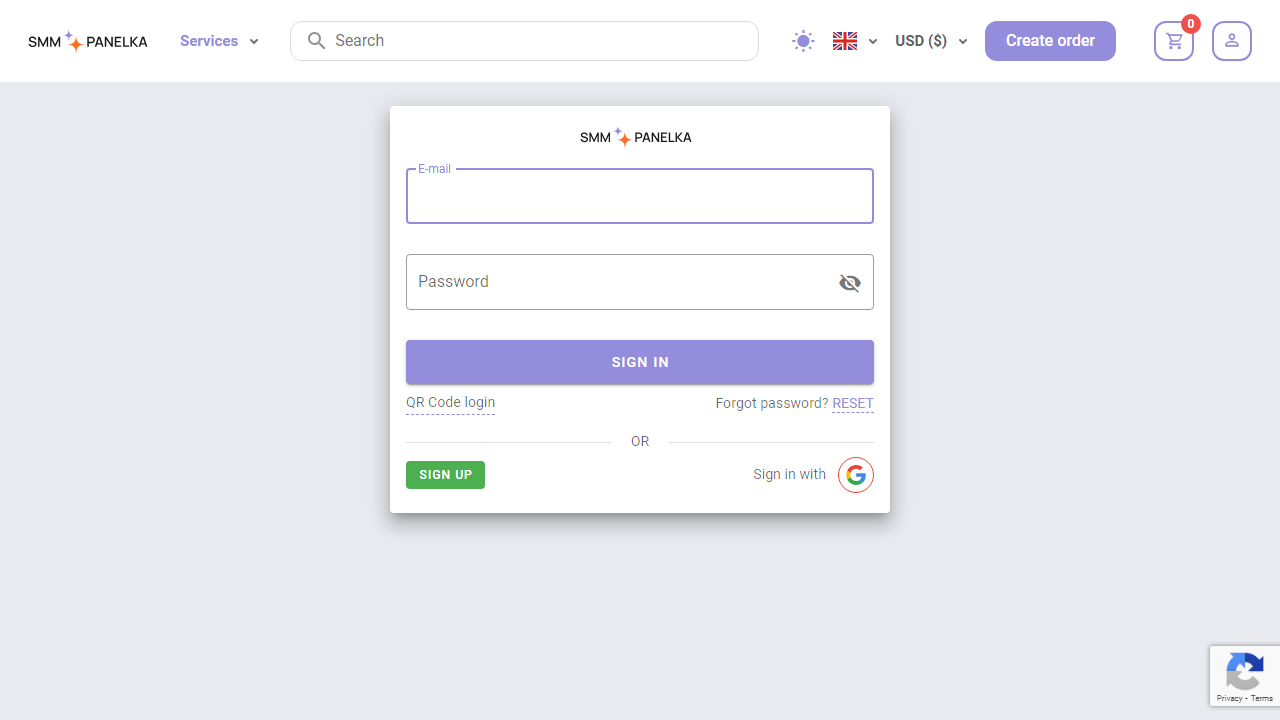 SMM PANELKA
Services
Search
USD ($)
Create order
0
SMM PANELKA
E-mail
Password
SIGN IN
QR Code login
Forgot password? RESET
OR
SIGN UP
Sign in with
Privacy - Terms